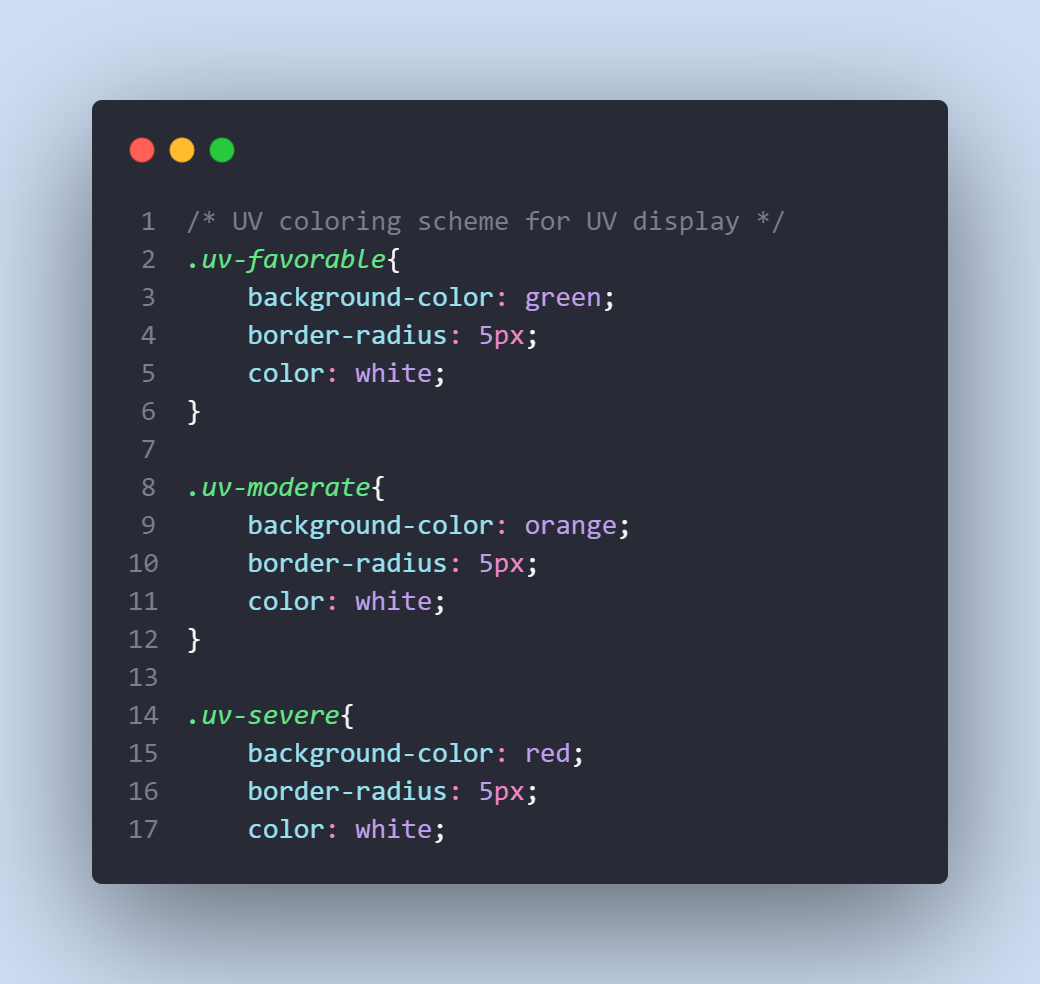 1 /* UV coloring scheme for UV display */
2 .uv-favorable{
3     background-color: green;
4     border-radius: 5px;
5     color: white;
6 }
7
8 .uv-moderate{
9     background-color: orange;
10     border-radius: 5px;
11     color: white;
12 }
13
14 .uv-severe{
15     background-color: red;
16     border-radius: 5px;
17     color: white;